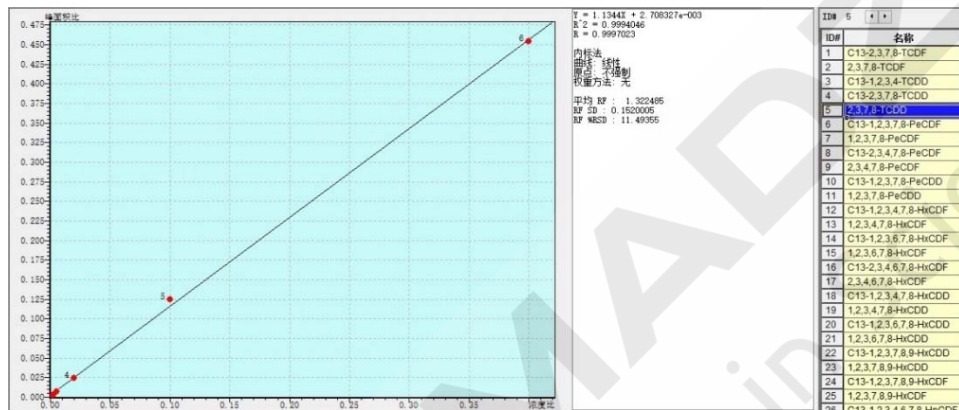 峰面积比
0.475
0.450
0.425
0.400
0.375
0.350
0.325
0.300
0.275
0.250
0.225
0.200
0.175
0.150
0.125
0.100
0.075
0.050
0.025
0.000
6
5
4
0.00 0.05 0.10 0.15 0.20 0.25 0.30 0.35 浓度比
Y = 1.1344X + 2.708327e-003
R^2 = 0.9994046
R = 0.9997023
内标法
曲线: 线性
原点: 不强制
权重方法: 无
平均 RF : 1.322485
RF SD : 0.1520005
RF %RSD : 11.49355
ID# 5
ID# 名称
1 C13-2,3,7,8-TCDF
2 2,3,7,8-TCDF
3 C13-1,2,3,4-TCDD
4 C13-2,3,7,8-TCDD
5 2,3,7,8-TCDD
6 C13-1,2,3,7,8-PeCDF
7 1,2,3,7,8-PeCDF
8 C13-2,3,4,7,8-PeCDF
9 2,3,4,7,8-PeCDF
10 C13-1,2,3,7,8-PeCDD
11 1,2,3,7,8-PeCDD
12 C13-1,2,3,4,7,8-HxCDF
13 1,2,3,4,7,8-HxCDF
14 C13-1,2,3,6,7,8-HxCDF
15 1,2,3,6,7,8-HxCDF
16 C13-2,3,4,6,7,8-HxCDF
17 2,3,4,6,7,8-HxCDF
18 C13-1,2,3,4,7,8-HxCDD
19 1,2,3,4,7,8-HxCDD
20 C13-1,2,3,6,7,8-HxCDD
21 1,2,3,6,7,8-HxCDD
22 C13-1,2,3,7,8,9-HxCDD
23 1,2,3,7,8,9-HxCDD
24 C13-1,2,3,7,8,9-HxCDF
25 1,2,3,7,8,9-HxCDF
26 C13-1,2,3,4,6,7,8-HpCDF
MADZ
in